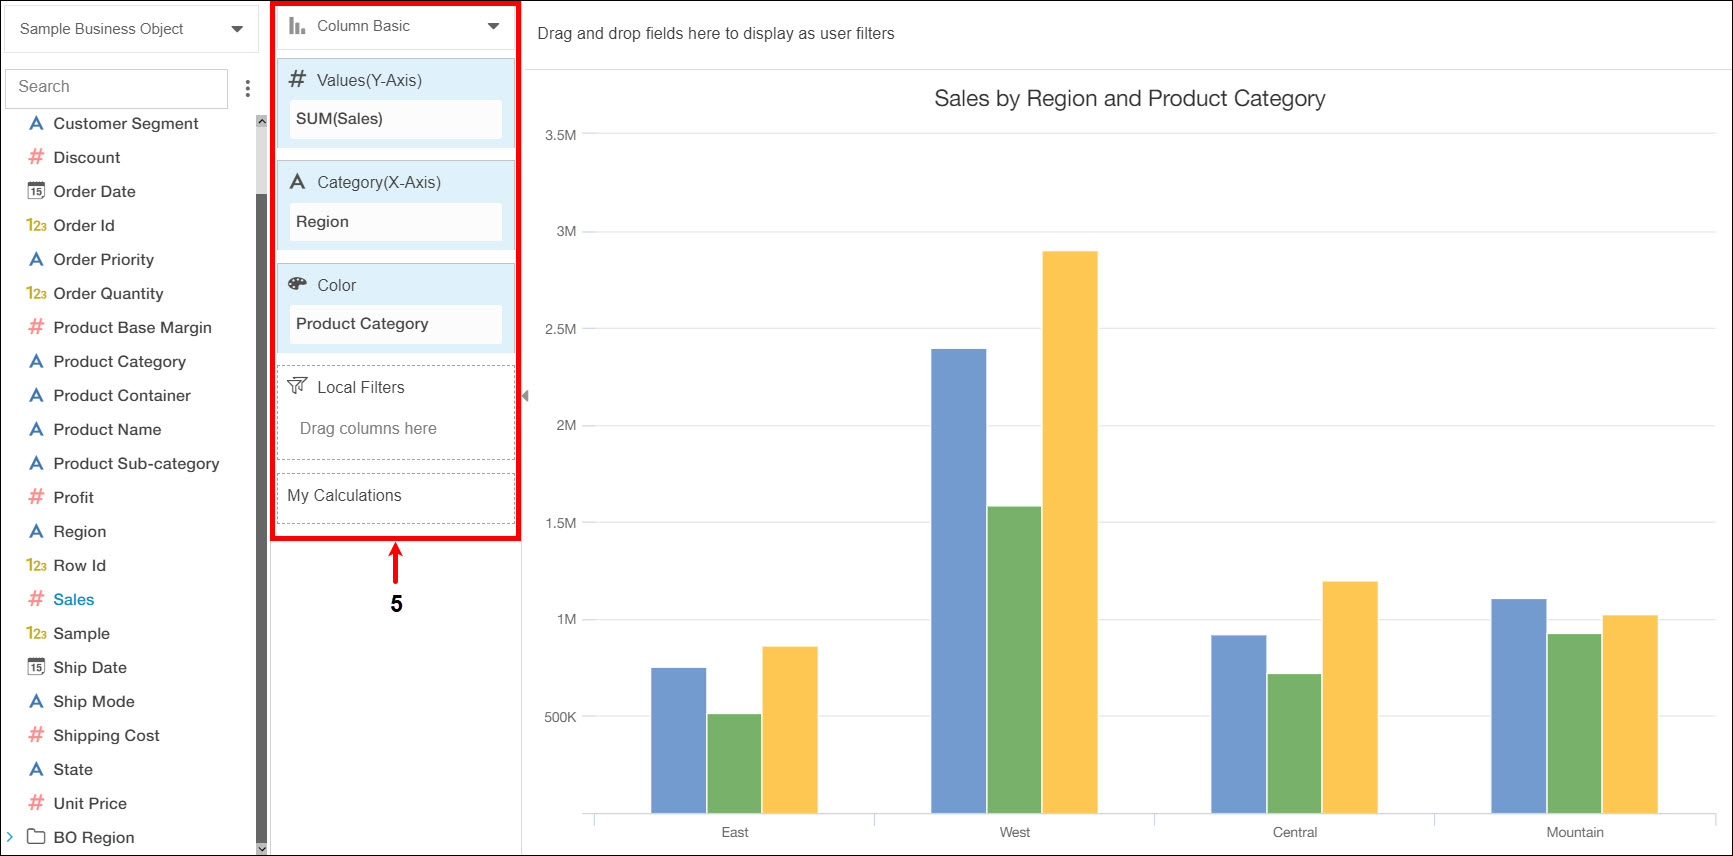 Sample Business Object
Search
Customer Segment
Discount
15 Order Date
123 Order Id
Order Priority
123 Order Quantity
# Product Base Margin
Product Category
Product Container
Product Name
Product Sub-category
# Profit
Region
123 Row Id
# Sales
123 Sample
15 Ship Date
Ship Mode
# Shipping Cost
State
# Unit Price
BO Region
Column Basic
# Values(Y-Axis)
SUM(Sales)
A Category(X-Axis)
Region
Color
Product Category
Local Filters
Drag columns here
My Calculations
5
Drag and drop fields here to display as user filters
Sales by Region and Product Category
3.5M
3M
2.5M
2M
1.5M
1M
500K
East West Central Mountain